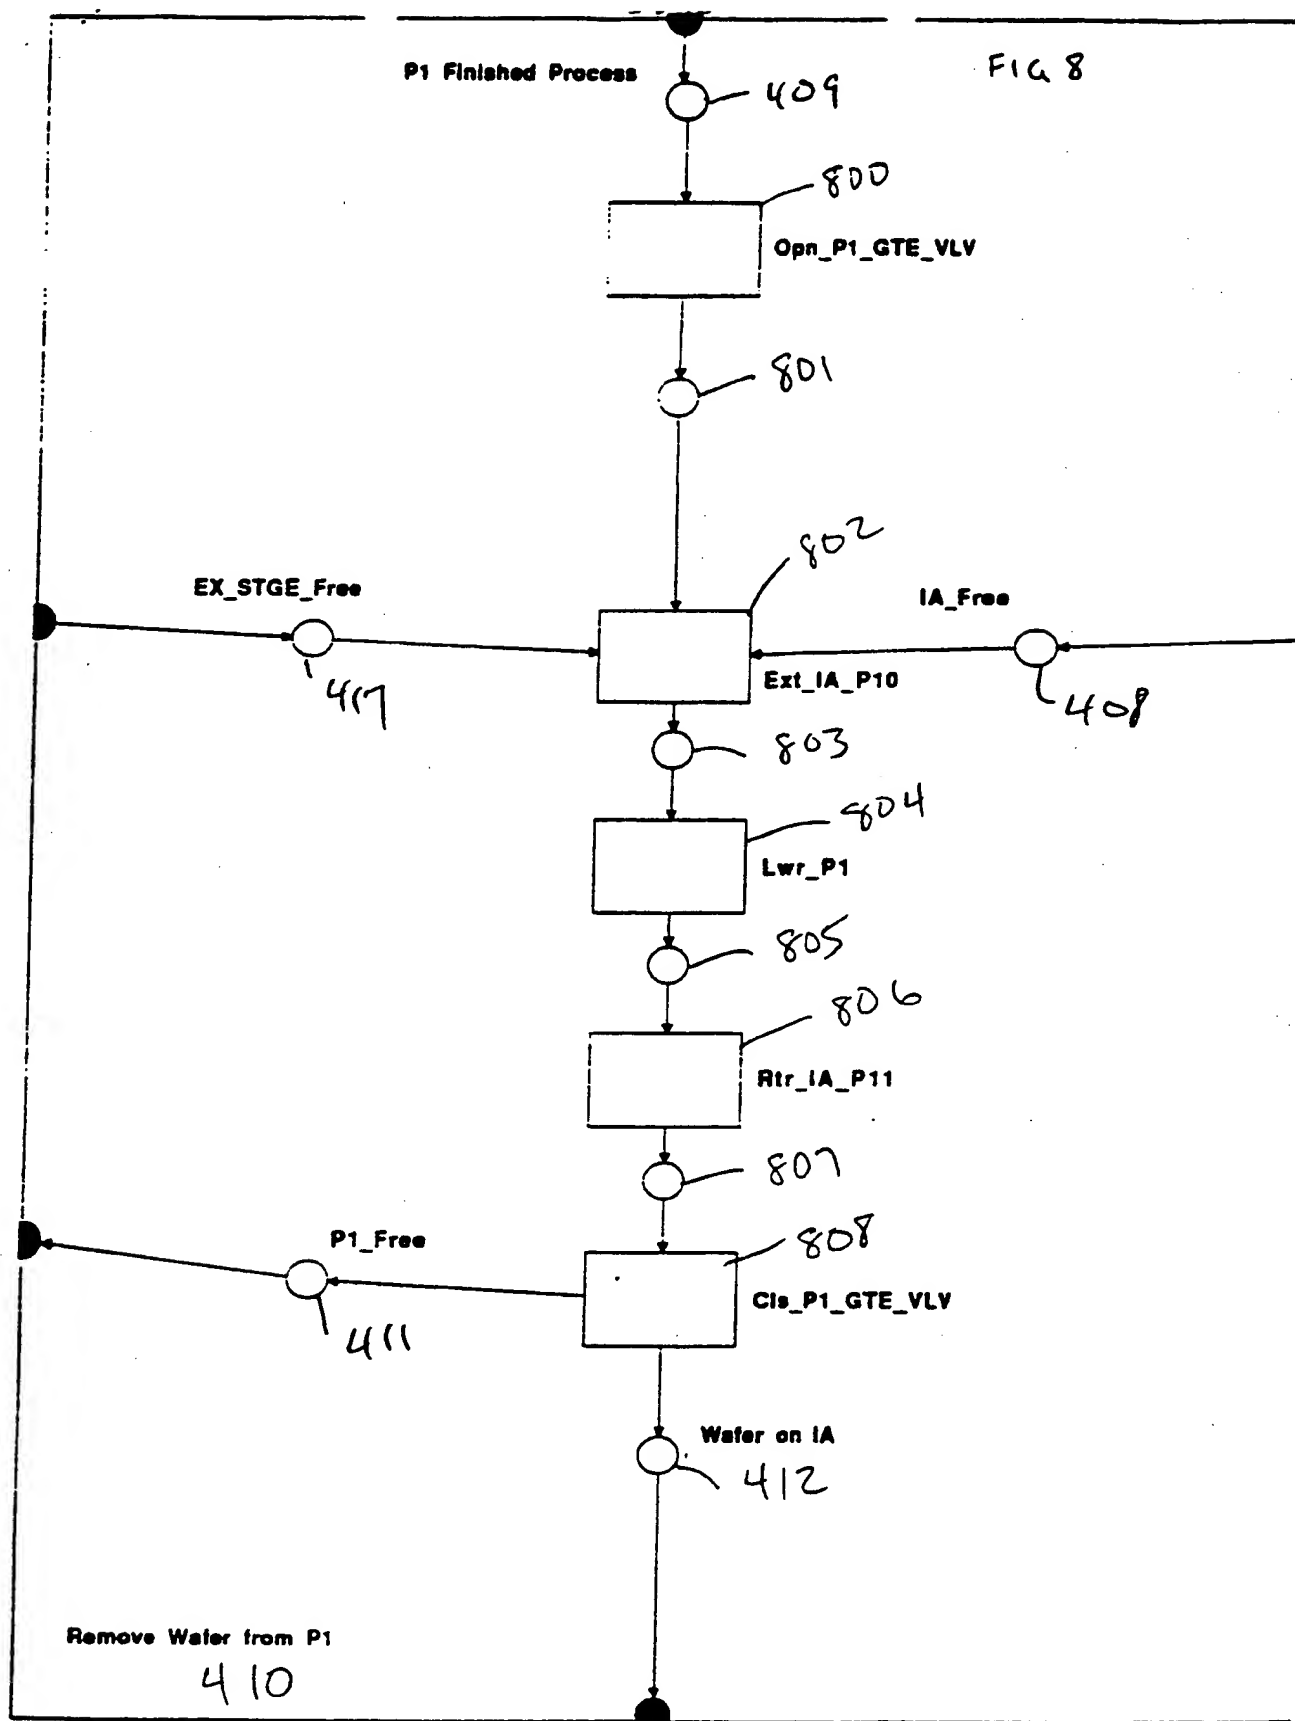 FIG 8
P1 Finished Process
409
800
Opn_P1_GTE_VLV
801
802
EX_STGE_Free
IA_Free
417
Ext_IA_P10
408
803
804
Lwr_P1
805
806
Rtr_IA_P11
807
808
P1_Free
Cls_P1_GTE_VLV
411
Wafer on IA
412
Remove Wafer from P1
410